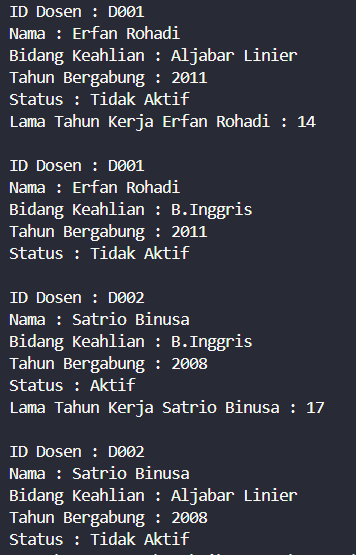 ID Dosen : D001
Nama : Erfan Rohadi
Bidang Keahlian : Aljabar Linier
Tahun Bergabung : 2011
Status : Tidak Aktif
Lama Tahun Kerja Erfan Rohadi : 14

ID Dosen : D001
Nama : Erfan Rohadi
Bidang Keahlian : B.Inggris
Tahun Bergabung : 2011
Status : Tidak Aktif

ID Dosen : D002
Nama : Satrio Binusa
Bidang Keahlian : B.Inggris
Tahun Bergabung : 2008
Status : Aktif
Lama Tahun Kerja Satrio Binusa : 17

ID Dosen : D002
Nama : Satrio Binusa
Bidang Keahlian : Aljabar Linier
Tahun Bergabung : 2008
Status : Tidak Aktif